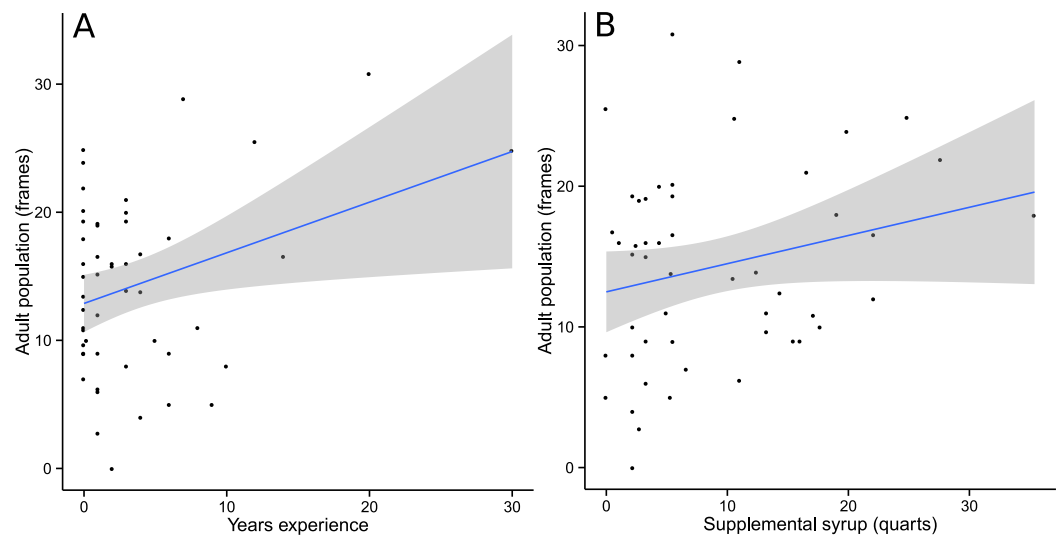 A
Adult population (frames)
30
20
10
0
0 10 20 30
Years experience
B
Adult population (frames)
30
20
10
0
0 10 20 30
Supplemental syrup (quarts)